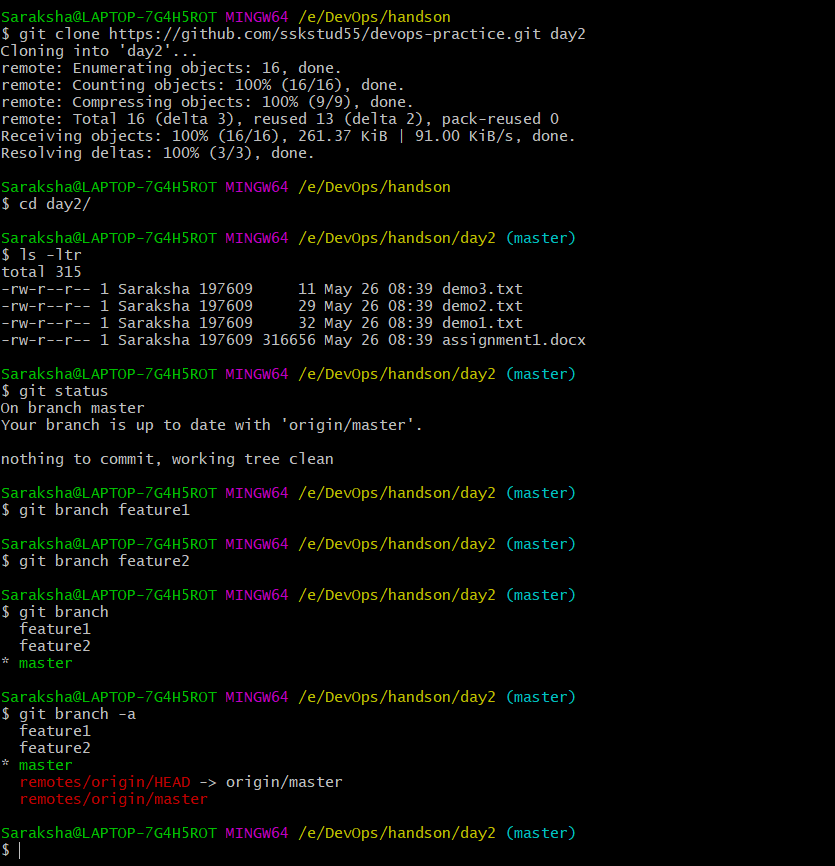 Saraksha@LAPTOP-7G4H5ROT MINGW64 /e/DevOps/handson
$ git clone https://github.com/sskstud55/devops-practice.git day2
Cloning into 'day2'...
remote: Enumerating objects: 16, done.
remote: Counting objects: 100% (16/16), done.
remote: Compressing objects: 100% (9/9), done.
remote: Total 16 (delta 3), reused 13 (delta 2), pack-reused 0
Receiving objects: 100% (16/16), 261.37 KiB | 91.00 KiB/s, done.
Resolving deltas: 100% (3/3), done.

Saraksha@LAPTOP-7G4H5ROT MINGW64 /e/DevOps/handson
$ cd day2/

Saraksha@LAPTOP-7G4H5ROT MINGW64 /e/DevOps/handson/day2 (master)
$ ls -ltr
total 315
-rw-r--r-- 1 Saraksha 197609     11 May 26 08:39 demo3.txt
-rw-r--r-- 1 Saraksha 197609     29 May 26 08:39 demo2.txt
-rw-r--r-- 1 Saraksha 197609     32 May 26 08:39 demo1.txt
-rw-r--r-- 1 Saraksha 197609 316656 May 26 08:39 assignment1.docx

Saraksha@LAPTOP-7G4H5ROT MINGW64 /e/DevOps/handson/day2 (master)
$ git status
On branch master
Your branch is up to date with 'origin/master'.

nothing to commit, working tree clean

Saraksha@LAPTOP-7G4H5ROT MINGW64 /e/DevOps/handson/day2 (master)
$ git branch feature1

Saraksha@LAPTOP-7G4H5ROT MINGW64 /e/DevOps/handson/day2 (master)
$ git branch feature2

Saraksha@LAPTOP-7G4H5ROT MINGW64 /e/DevOps/handson/day2 (master)
$ git branch
  feature1
  feature2
* master

Saraksha@LAPTOP-7G4H5ROT MINGW64 /e/DevOps/handson/day2 (master)
$ git branch -a
  feature1
  feature2
* master
  remotes/origin/HEAD -> origin/master
  remotes/origin/master

Saraksha@LAPTOP-7G4H5ROT MINGW64 /e/DevOps/handson/day2 (master)
$